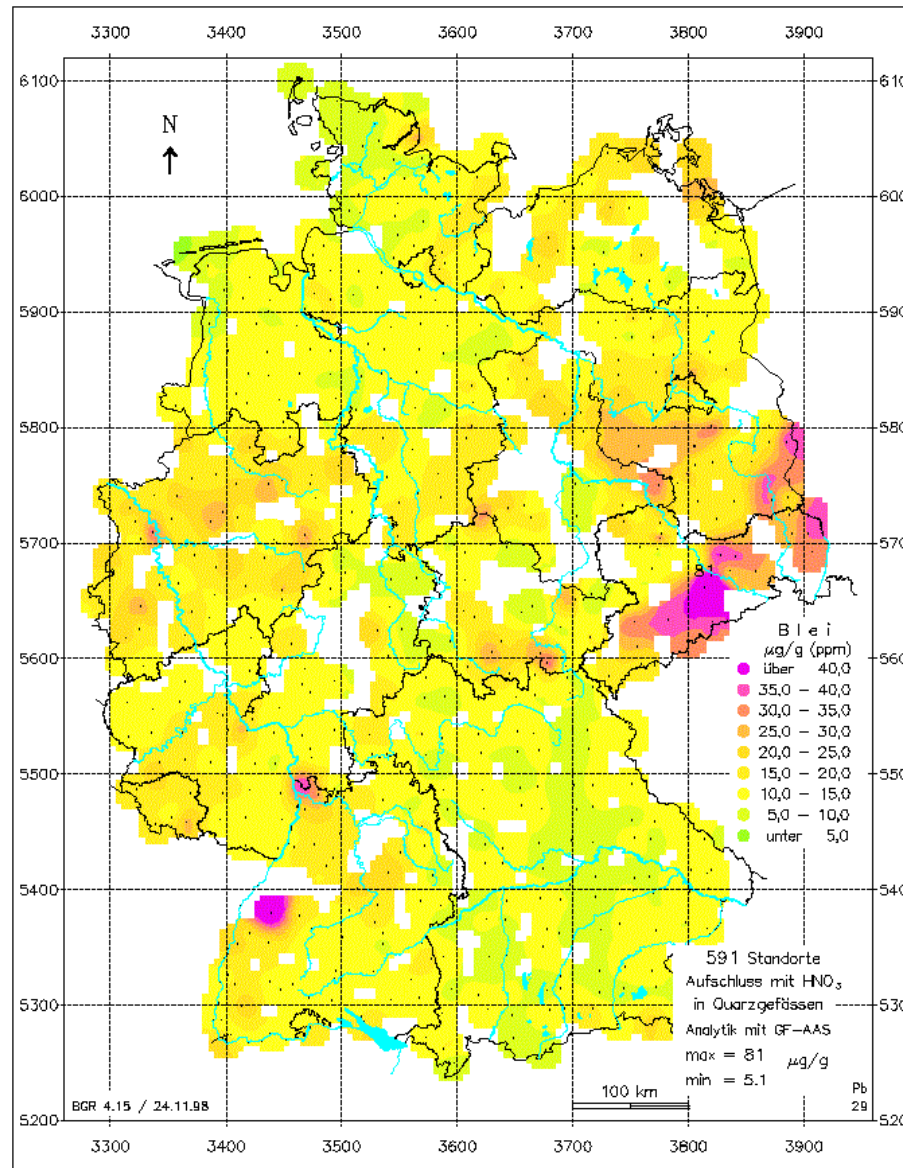 3300 3400 3500 3600 3700 3800 3900
6100 6100
N
6000 6000
5900 5900
5800 5800
5700 5700
81
Blei
µg/g (ppm)
über 40,0
35,0 – 40,0
30,0 – 35,0
25,0 – 30,0
20,0 – 25,0
15,0 – 20,0
10,0 – 15,0
5,0 – 10,0
unter 5,0
5600 5600
5500 5500
5400 5400
591 Standorte
Aufschluss mit HNO₃
in Quarzgefässen
Analytik mit GF-AAS
max = 81 µg/g
min = 5.1
5300 5300
100 km
BGR 4.15 / 24.11.98
Pb
29
5200 5200
3300 3400 3500 3600 3700 3800 3900